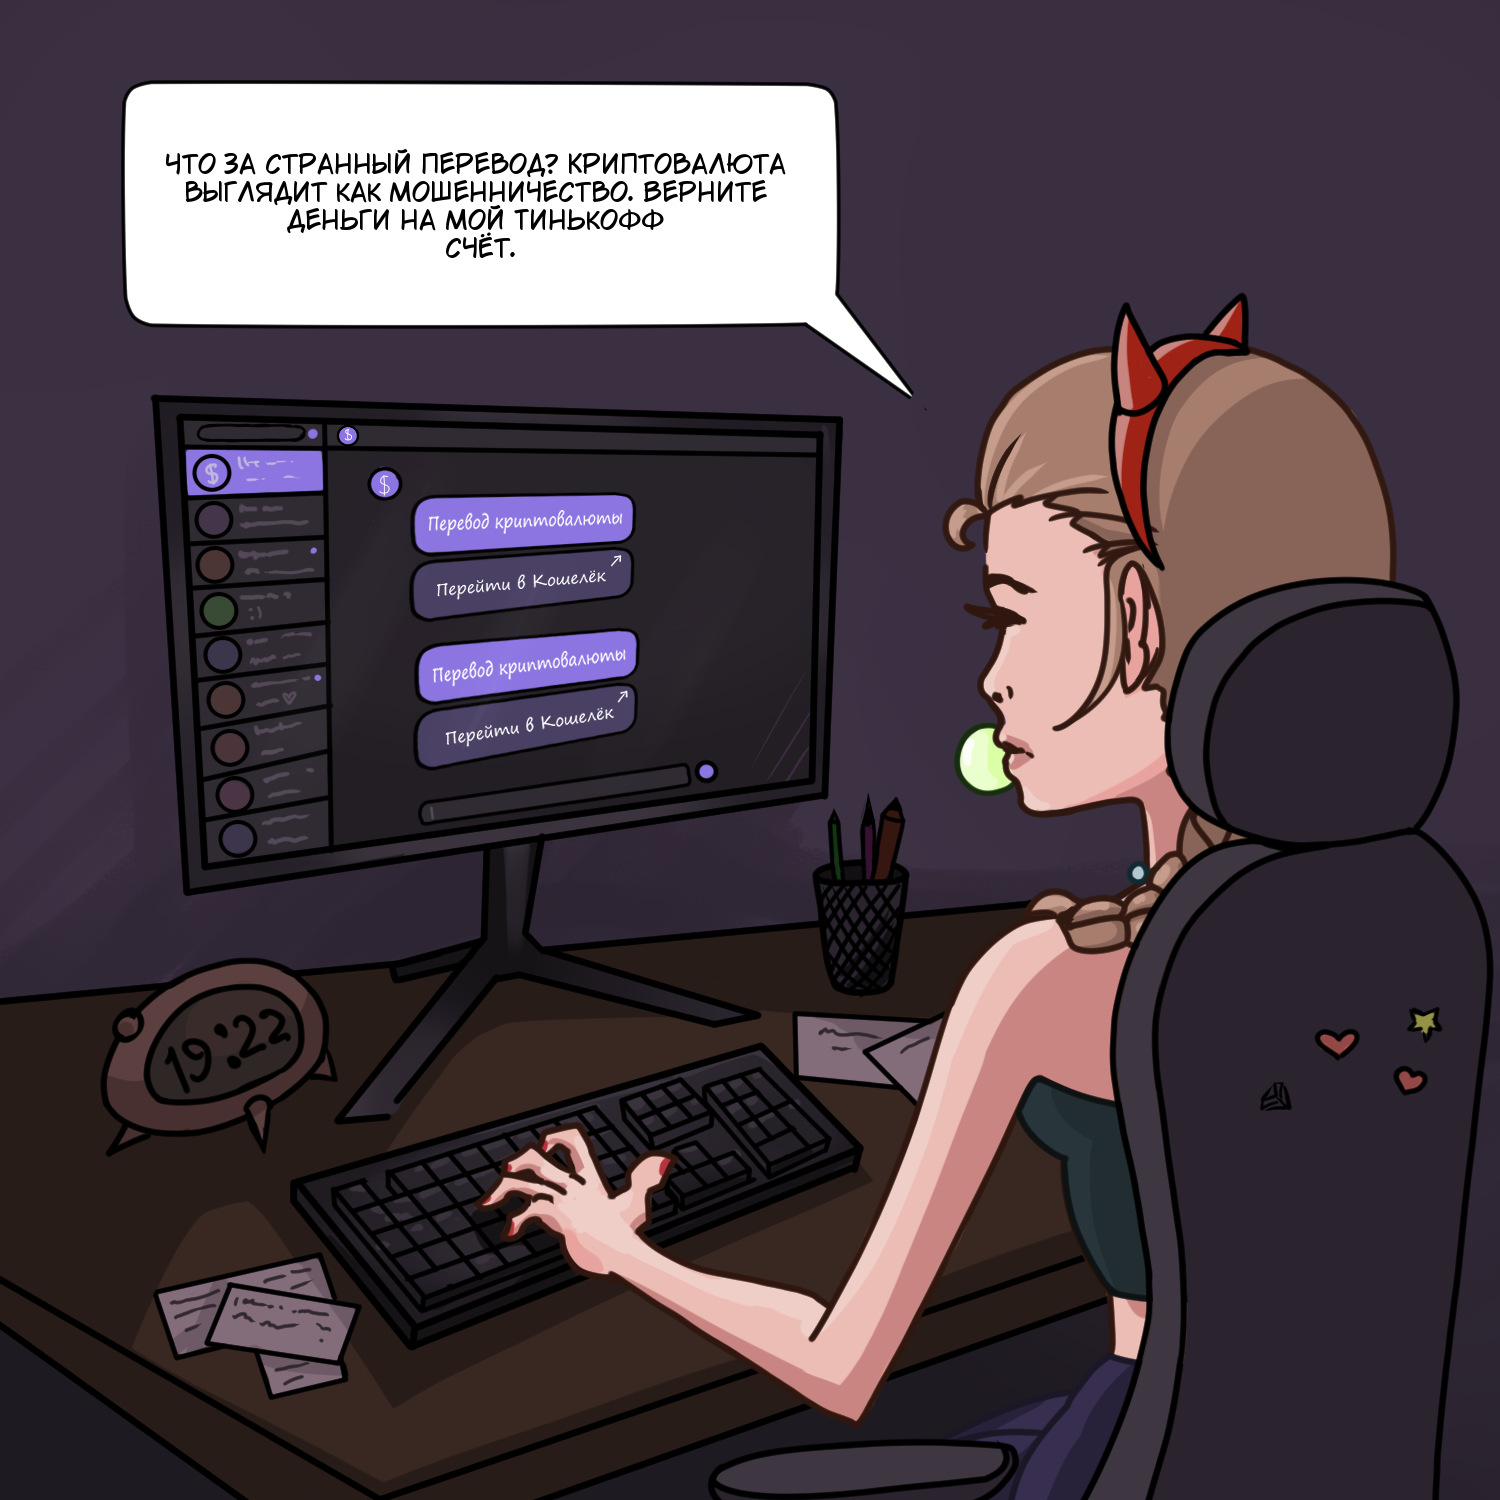 ЧТО ЗА СТРАННЫЙ ПЕРЕВОД? КРИПТОВАЛЮТА
ВЫГЛЯДИТ КАК МОШЕННИЧЕСТВО. ВЕРНИТЕ
ДЕНЬГИ НА МОЙ ТИНЬКОФФ
СЧЁТ.
$
$
$
:)
Перевод криптовалюты
Перейти в Кошелёк
Перевод криптовалюты
Перейти в Кошелёк
19:22